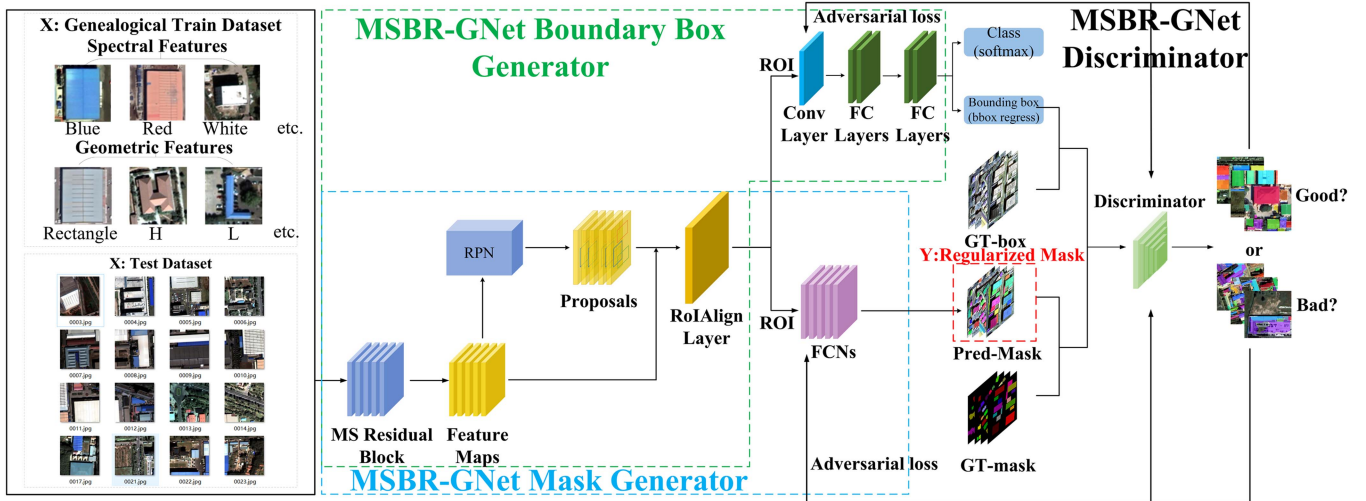 X: Genealogical Train Dataset
Spectral Features
Blue
Red
White
etc.
Geometric Features
Rectangle
H
L
etc.
X: Test Dataset
0003.jpg
0004.jpg
0005.jpg
0006.jpg
0007.jpg
0008.jpg
0009.jpg
0010.jpg
0011.jpg
0012.jpg
0013.jpg
0014.jpg
0017.jpg
0021.jpg
0022.jpg
0023.jpg
MSBR-GNet Boundary Box
Generator
MS Residual
Block
Feature
Maps
RPN
Proposals
RoIAlign
Layer
MSBR-GNet Mask Generator
Adversarial loss
ROI
Conv
Layer
FC
Layers
FC
Layers
Class
(softmax)
Bounding box
(bbox regress)
GT-box
ROI
FCNs
Y:Regularized Mask
Pred-Mask
GT-mask
Adversarial loss
MSBR-GNet
Discriminator
Discriminator
Good?
or
Bad?